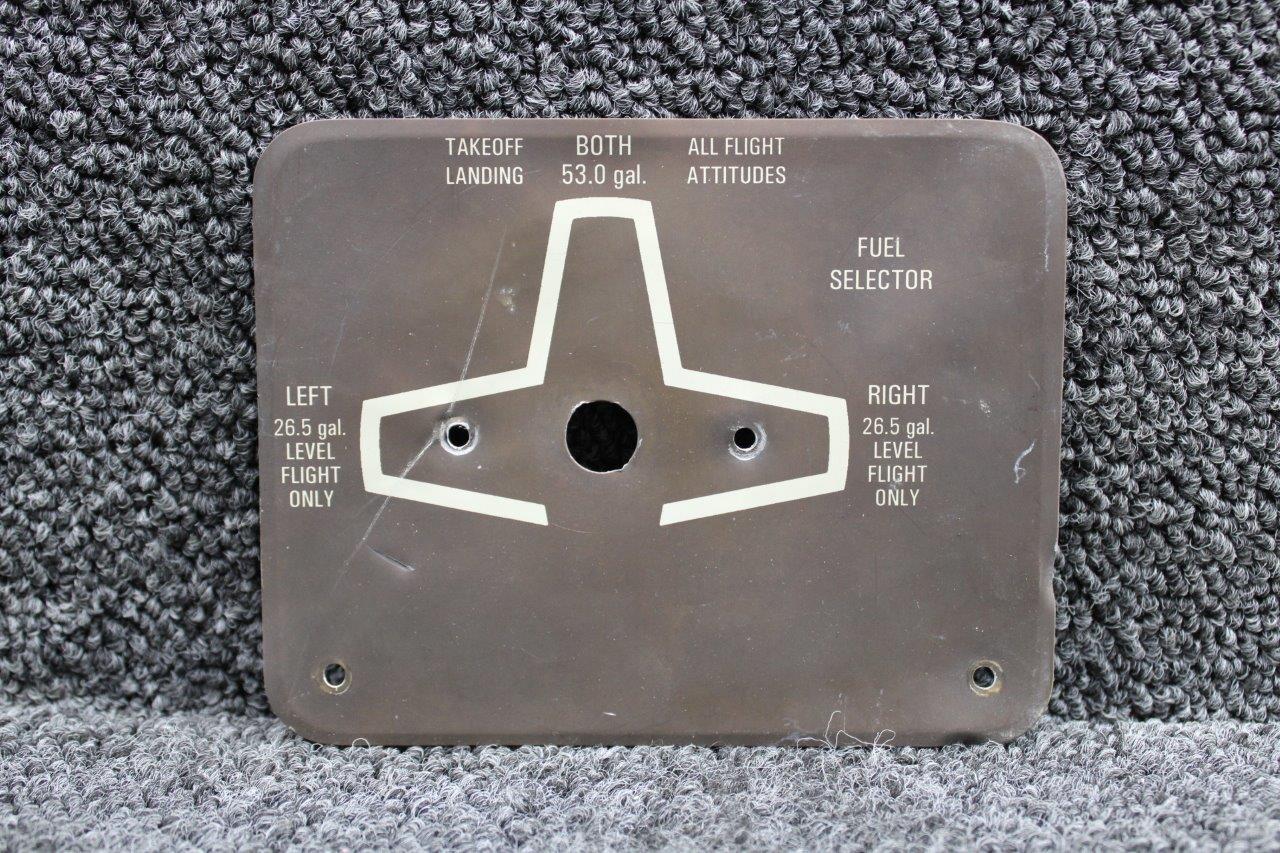 TAKEOFF
LANDING
BOTH
53.0 gal.
ALL FLIGHT
ATTITUDES
FUEL
SELECTOR
LEFT
26.5 gal.
LEVEL
FLIGHT
ONLY
RIGHT
26.5 gal.
LEVEL
FLIGHT
ONLY